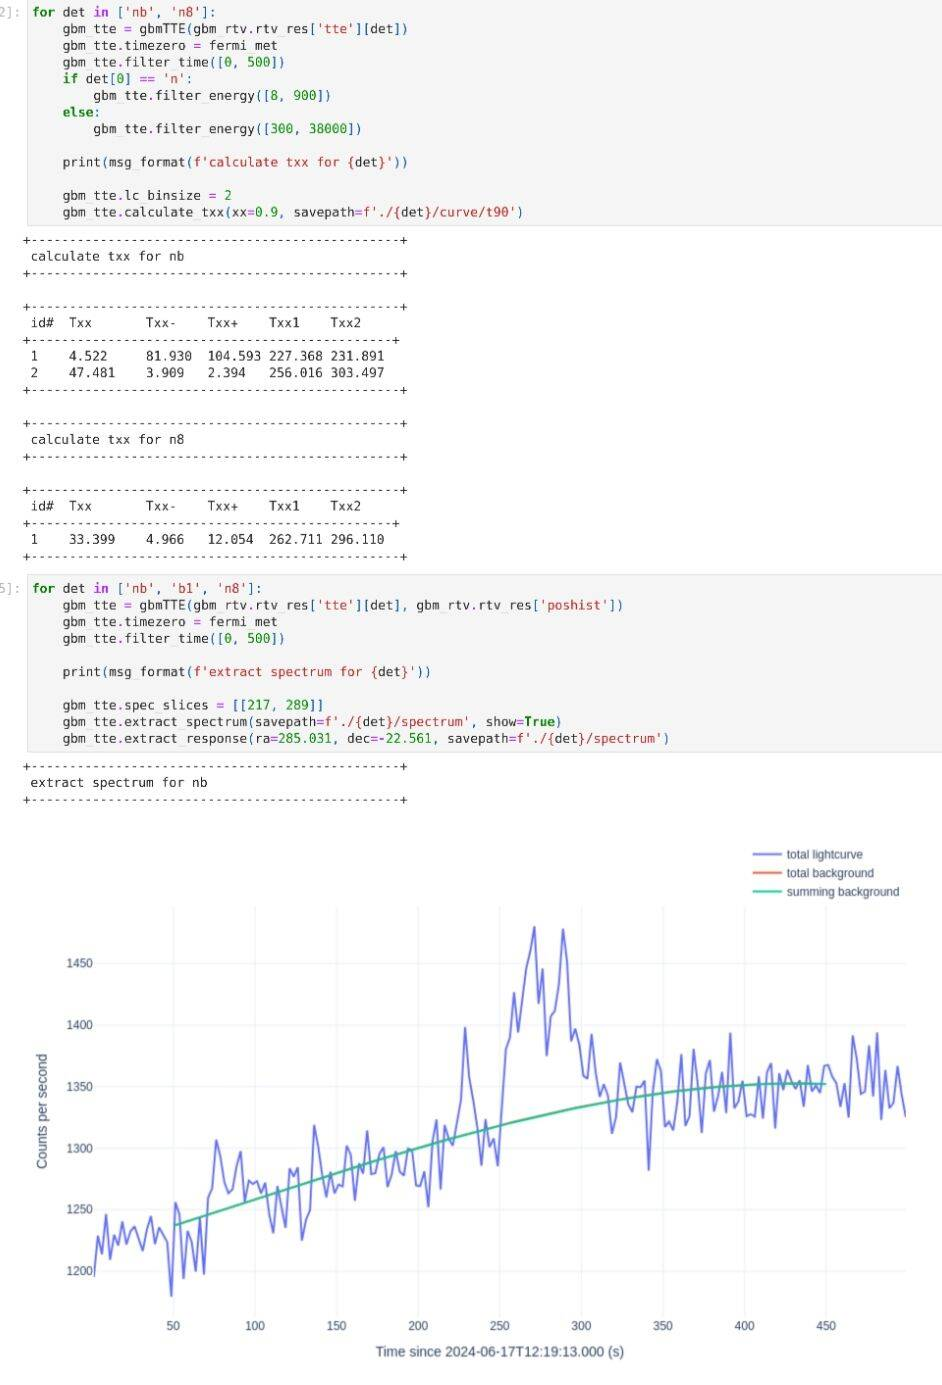 2]: for det in ['nb', 'n8']:
gbm_tte = gbmTTE(gbm_rtv.rtv_res['tte'][det])
gbm_tte.timezero = fermi_met
gbm_tte.filter_time([0, 500])
if det[0] == 'n':
gbm_tte.filter_energy([8, 900])
else:
gbm_tte.filter_energy([300, 38000])
print(msg_format(f'calculate txx for {det}'))
gbm_tte.lc_binsize = 2
gbm_tte.calculate_txx(xx=0.9, savepath=f'./{det}/curve/t90')
+------------------------------------------------+
calculate txx for nb
+------------------------------------------------+
+------------------------------------------------+
id# Txx Txx- Txx+ Txx1 Txx2
+-----------------------------------------------+
1 4.522 81.930 104.593 227.368 231.891
2 47.481 3.909 2.394 256.016 303.497
+------------------------------------------------+
+------------------------------------------------+
calculate txx for n8
+------------------------------------------------+
+------------------------------------------------+
id# Txx Txx- Txx+ Txx1 Txx2
+-----------------------------------------------+
1 33.399 4.966 12.054 262.711 296.110
+------------------------------------------------+
5]: for det in ['nb', 'b1', 'n8']:
gbm_tte = gbmTTE(gbm_rtv.rtv_res['tte'][det], gbm_rtv.rtv_res['poshist'])
gbm_tte.timezero = fermi_met
gbm_tte.filter_time([0, 500])
print(msg_format(f'extract spectrum for {det}'))
gbm_tte.spec_slices = [[217, 289]]
gbm_tte.extract_spectrum(savepath=f'./{det}/spectrum', show=True)
gbm_tte.extract_response(ra=285.031, dec=-22.561, savepath=f'./{det}/spectrum')
+------------------------------------------------+
extract spectrum for nb
+------------------------------------------------+
total lightcurve
total background
summing background
1450
1400
1350
1300
1250
1200
Counts per second
50 100 150 200 250 300 350 400 450
Time since 2024-06-17T12:19:13.000 (s)